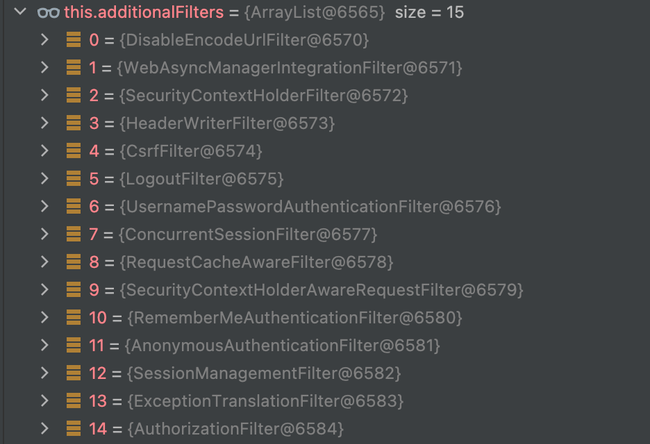 this.additionalFilters = {ArrayList@6565} size = 15
0 = {DisableEncodeUrlFilter@6570}
1 = {WebAsyncManagerIntegrationFilter@6571}
2 = {SecurityContextHolderFilter@6572}
3 = {HeaderWriterFilter@6573}
4 = {CsrfFilter@6574}
5 = {LogoutFilter@6575}
6 = {UsernamePasswordAuthenticationFilter@6576}
7 = {ConcurrentSessionFilter@6577}
8 = {RequestCacheAwareFilter@6578}
9 = {SecurityContextHolderAwareRequestFilter@6579}
10 = {RememberMeAuthenticationFilter@6580}
11 = {AnonymousAuthenticationFilter@6581}
12 = {SessionManagementFilter@6582}
13 = {ExceptionTranslationFilter@6583}
14 = {AuthorizationFilter@6584}